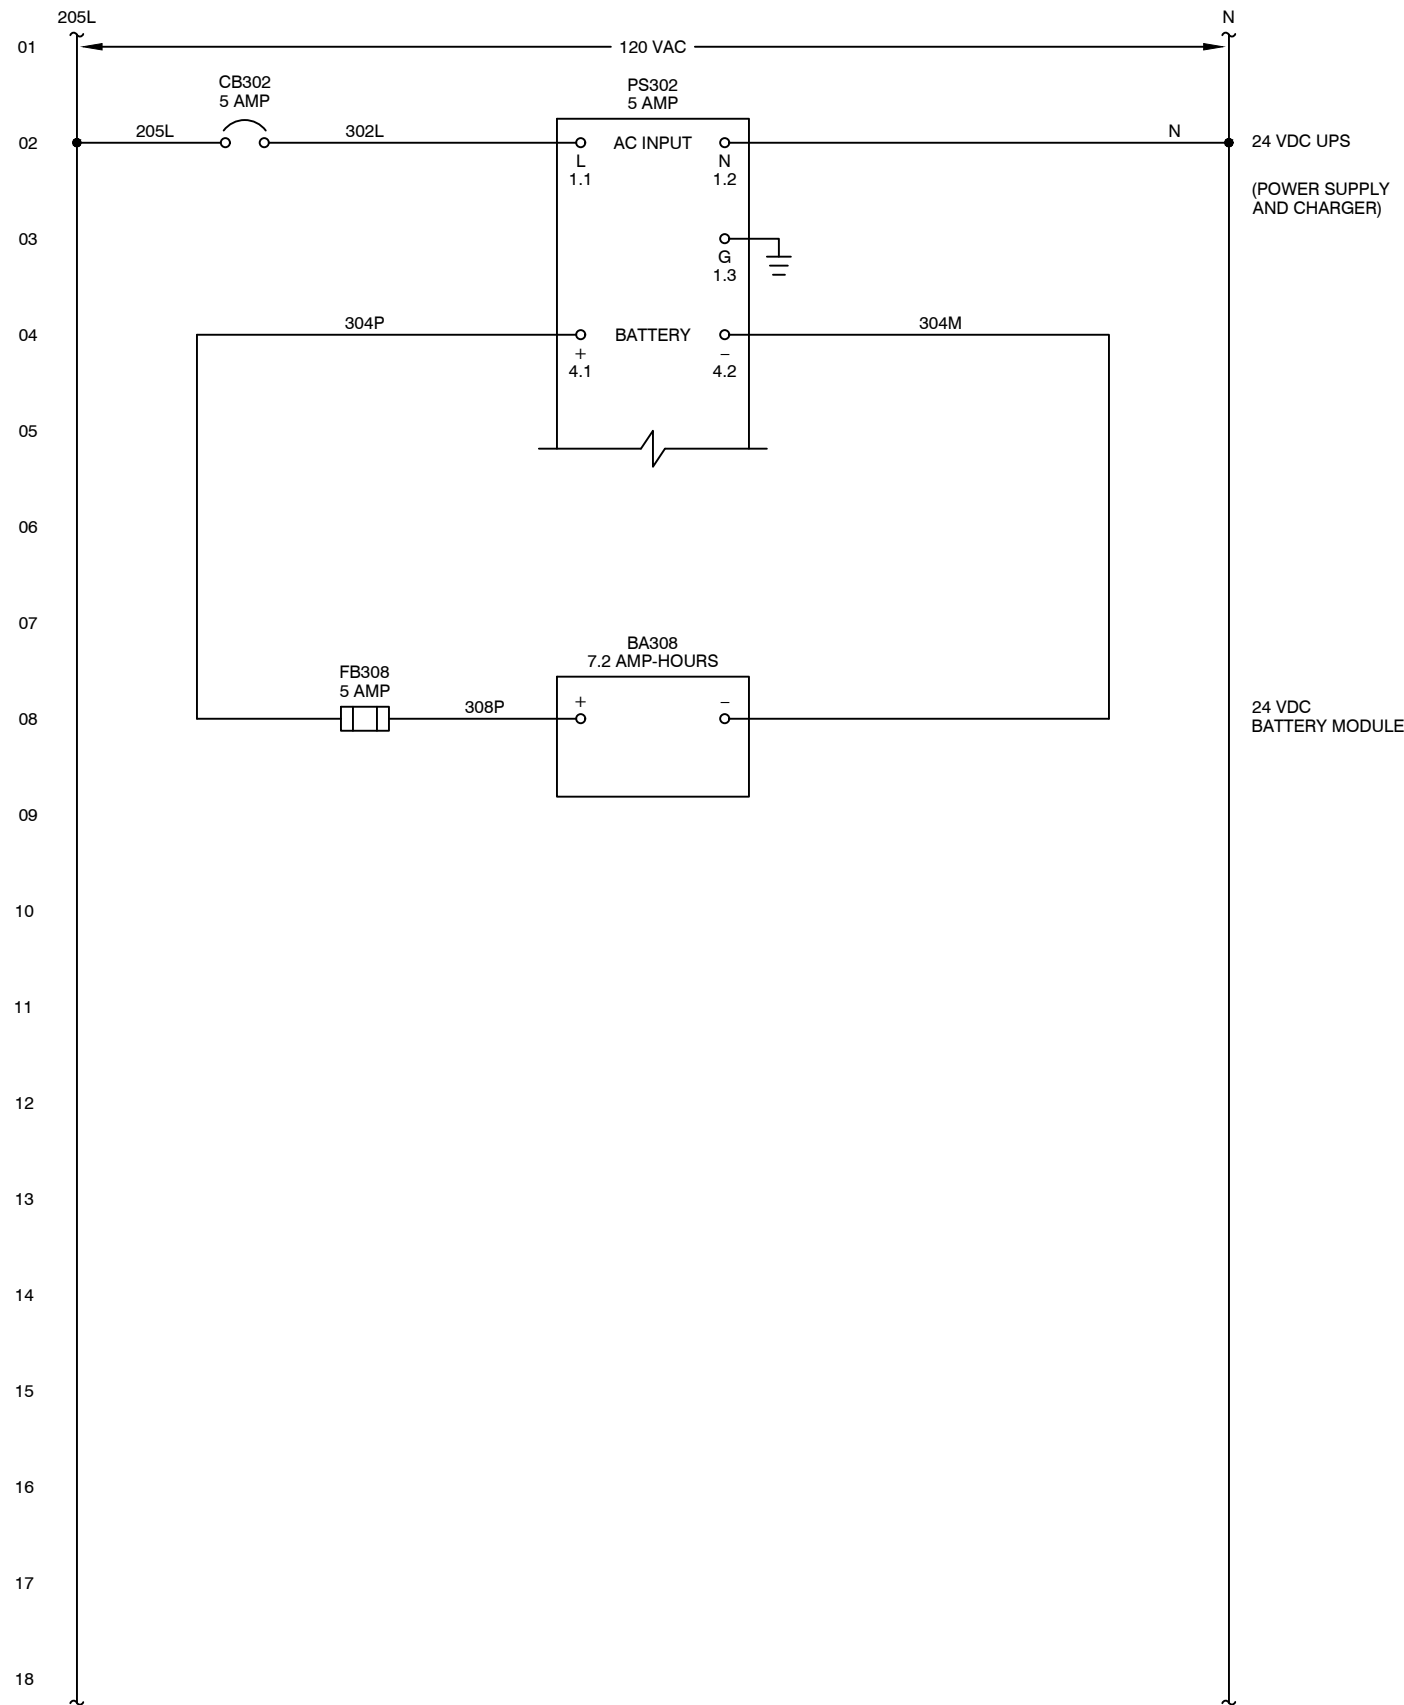 205L N
01 120 VAC
CB302
5 AMP
PS302
5 AMP
02 205L 302L AC INPUT N 24 VDC UPS
L N
1.1 1.2
(POWER SUPPLY
AND CHARGER)
03
G
1.3
04 304P BATTERY 304M
+ –
4.1 4.2
05
06
07
BA308
7.2 AMP-HOURS
FB308
5 AMP
08 308P + – 24 VDC
BATTERY MODULE
09
10
11
12
13
14
15
16
17
18